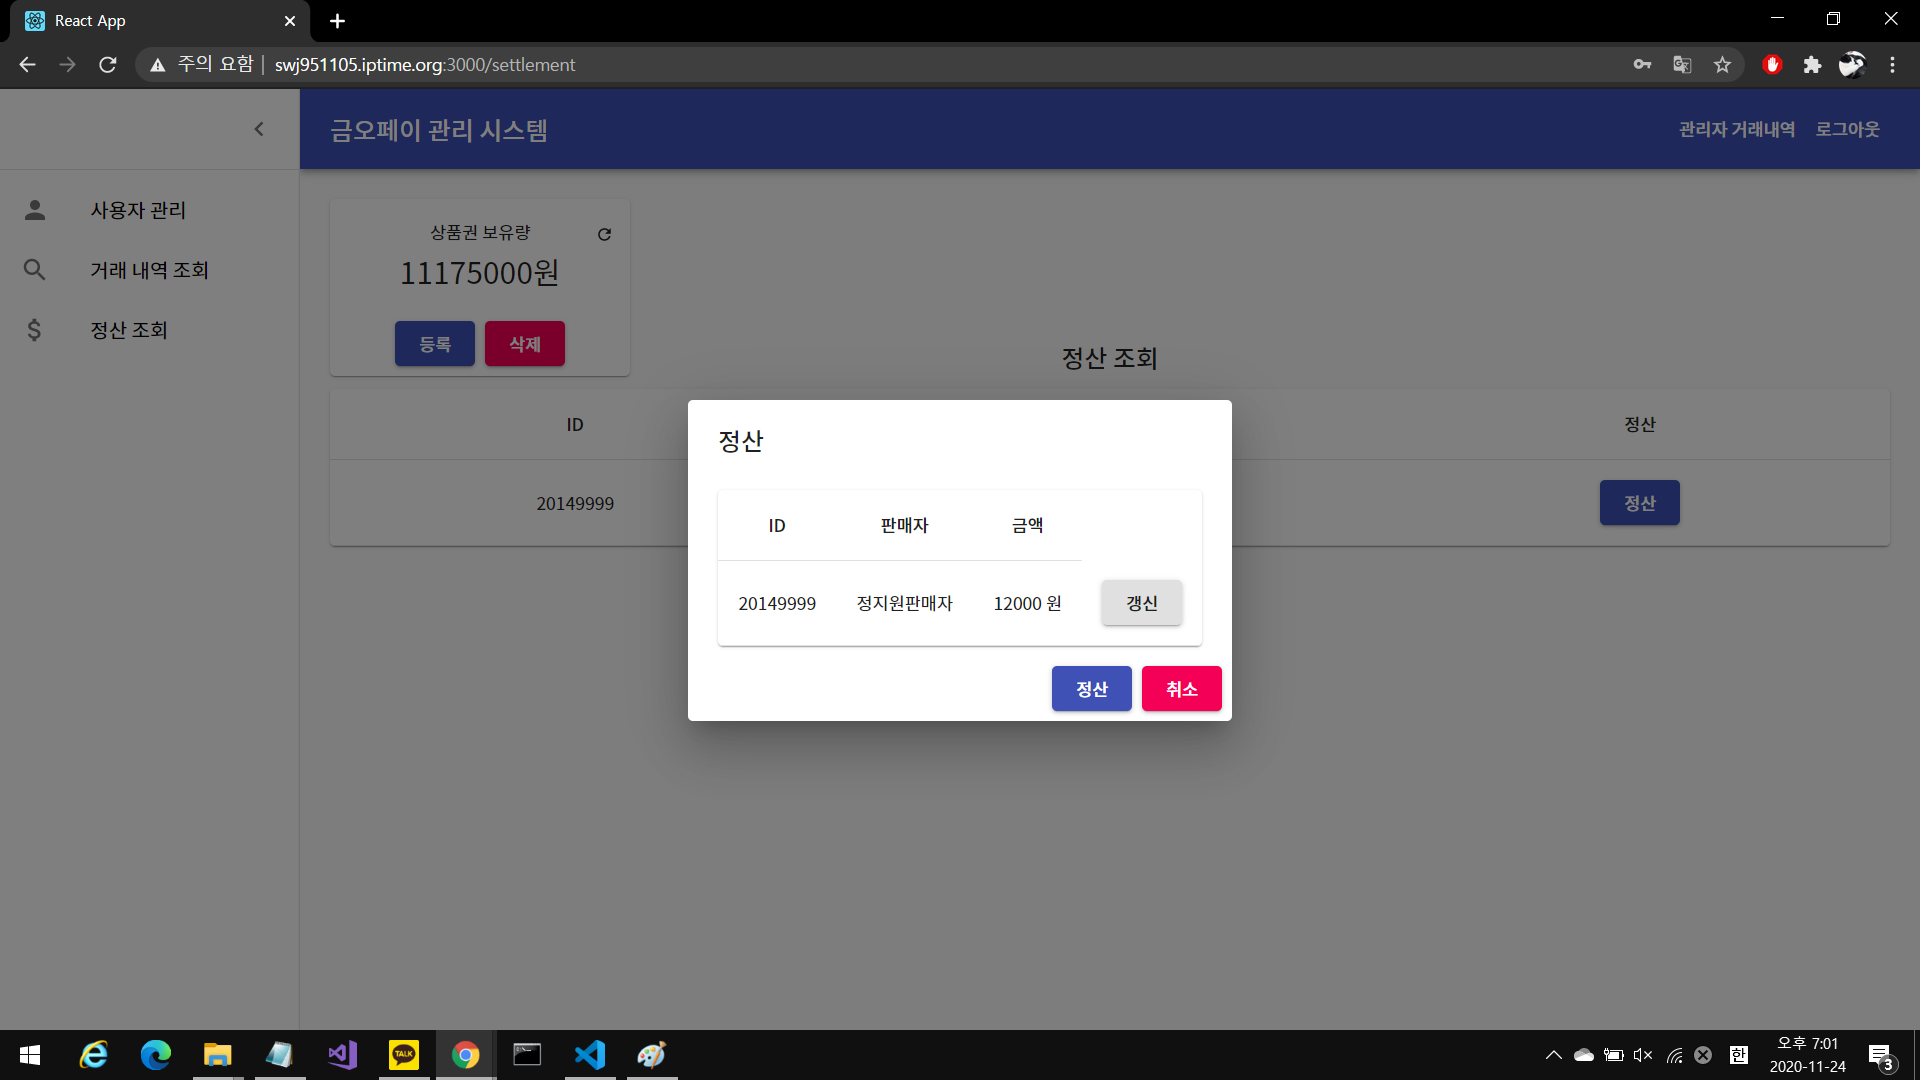 React App
주의 요함 | swj951105.iptime.org:3000/settlement
금오페이 관리 시스템
관리자 거래내역 로그아웃
사용자 관리
거래 내역 조회
정산 조회
상품권 보유량
11175000원
등록 삭제
정산 조회
ID 정산
20149999 정산
정산
ID 판매자 금액
20149999 정지원판매자 12000 원 갱신
정산 취소
TALK
한
오후 7:01
2020-11-24
3